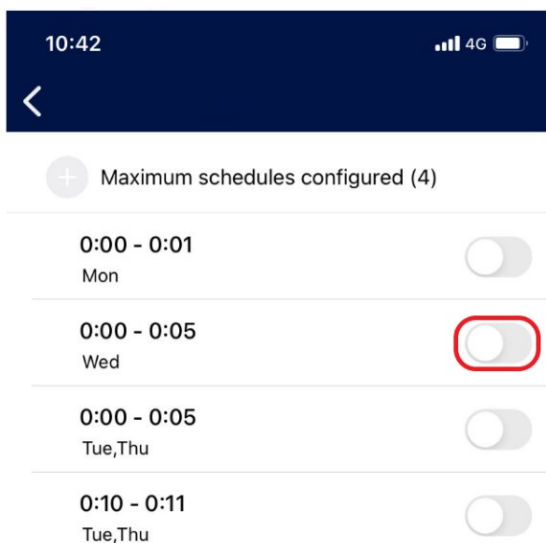 10:42
4G
Maximum schedules configured (4)
0:00 - 0:01
Mon
0:00 - 0:05
Wed
0:00 - 0:05
Tue,Thu
0:10 - 0:11
Tue,Thu